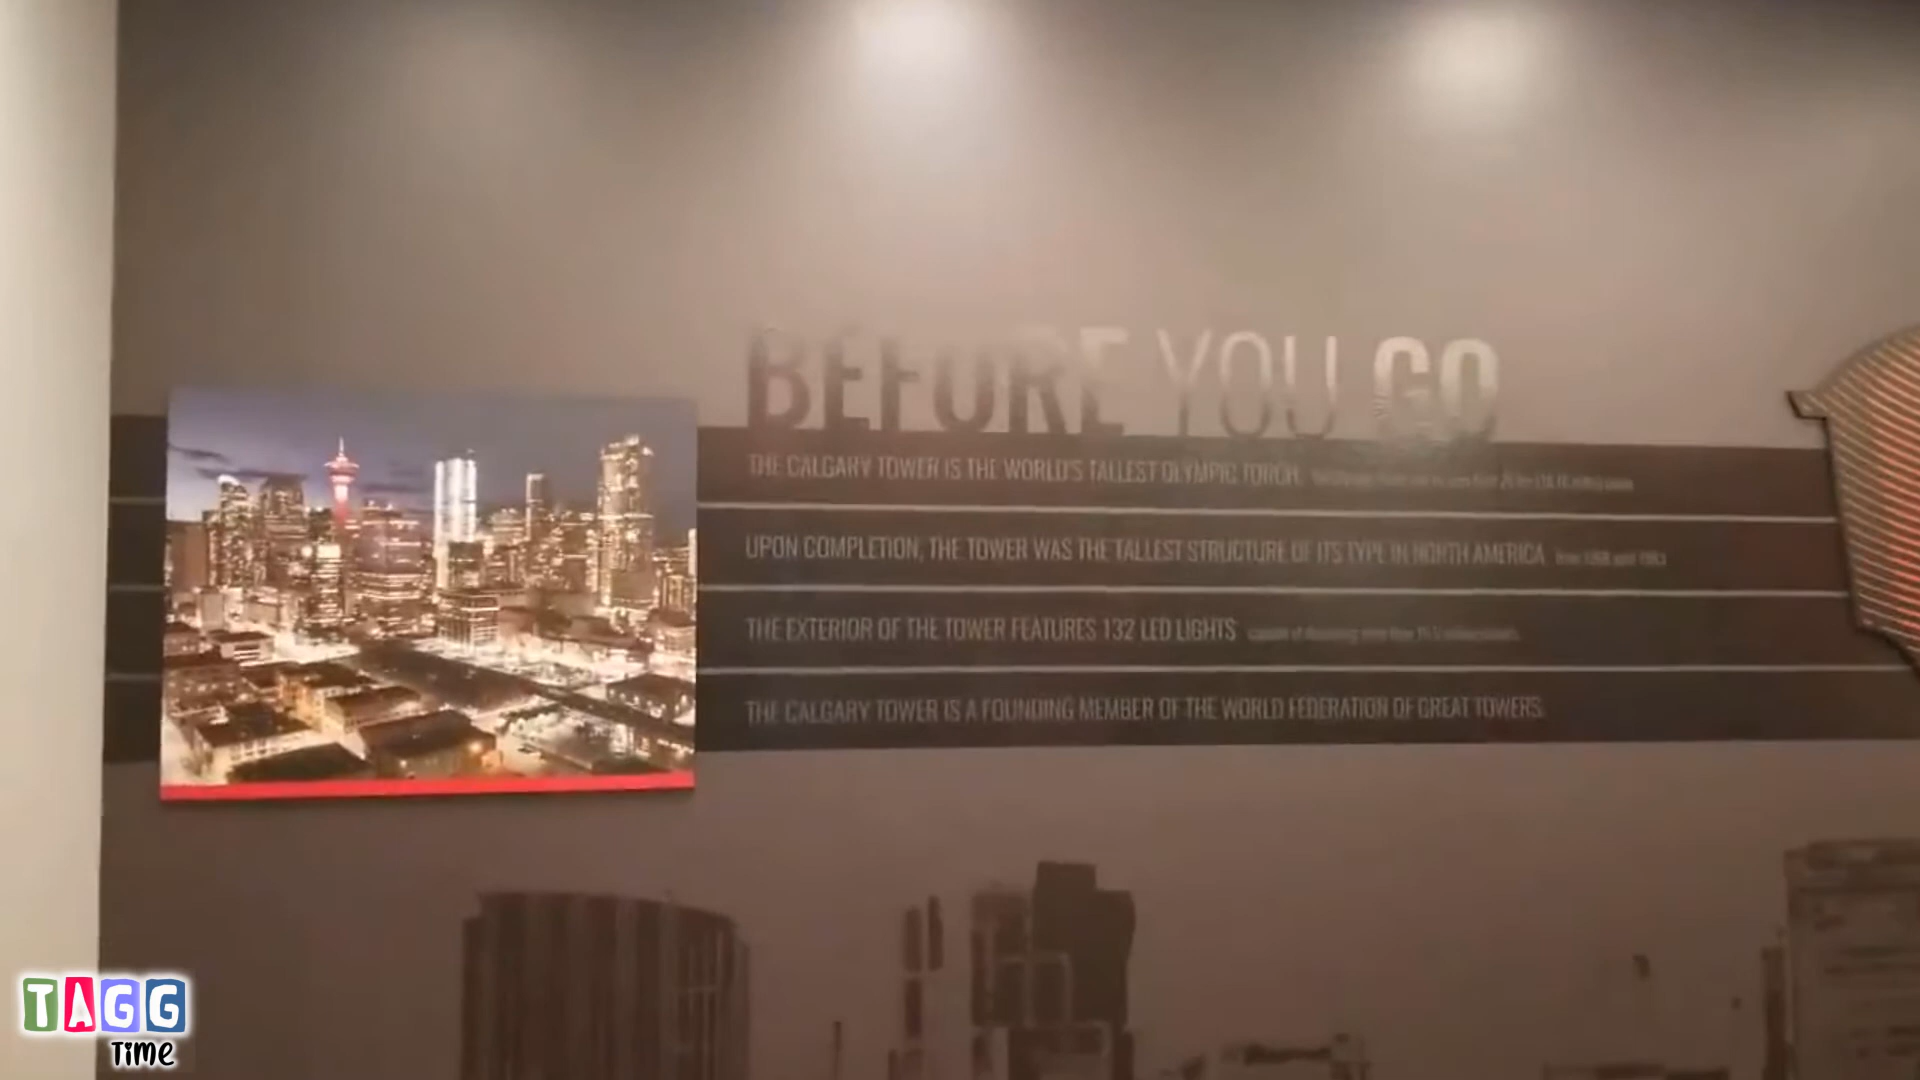 BEFORE YOU GO
THE CALGARY TOWER IS THE WORLD'S TALLEST OLYMPIC TORCH.
UPON COMPLETION, THE TOWER WAS THE TALLEST STRUCTURE OF ITS TYPE IN NORTH AMERICA
THE EXTERIOR OF THE TOWER FEATURES 132 LED LIGHTS
THE CALGARY TOWER IS A FOUNDING MEMBER OF THE WORLD FEDERATION OF GREAT TOWERS.
TAGG
TIME